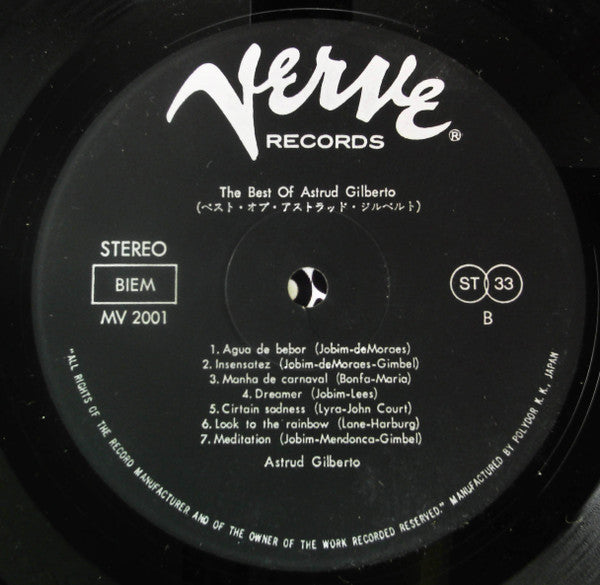 Verve
RECORDS ®
The Best Of Astrud Gilberto
(ベスト・オブ・アストラッド・ジルベルト)
STEREO
BIEM
MV 2001
ST 33
B
1. Agua de bebor (Jobim-deMoraes)
2. Insensatez (Jobim-deMoraes-Gimbel)
3. Manha de carnaval (Bonfa-Maria)
4. Dreamer (Jobim-Lees)
5. Cirtain sadness (Lyra-John Court)
6. Look to the rainbow (Lane-Harburg)
7. Meditation (Jobim-Mendonca-Gimbel)
Astrud Gilberto
"ALL RIGHTS OF THE RECORD MANUFACTURER AND OF THE OWNER OF THE WORK RECORDED RESERVED." MANUFACTURED BY POLYDOR K. K., JAPAN